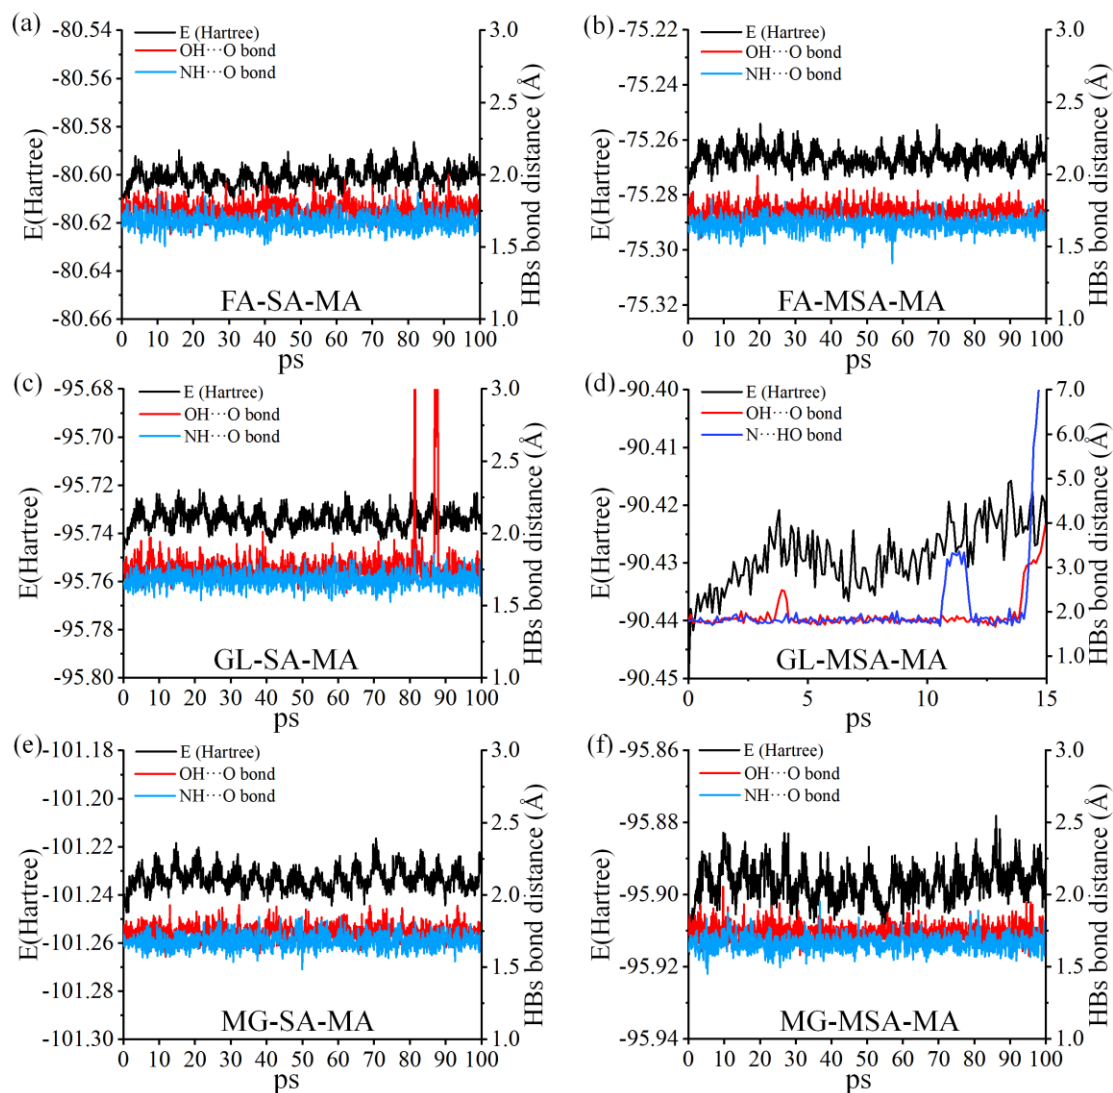 (a)
-80.54
-80.56
-80.58
-80.60
-80.62
-80.64
-80.66
E(Hartree)
E (Hartree)
OH···O bond
NH···O bond
3.0
2.5
2.0
1.5
1.0
HBs bond distance (Å)
FA-SA-MA
0 10 20 30 40 50 60 70 80 90 100
ps
(b)
-75.22
-75.24
-75.26
-75.28
-75.30
-75.32
E(Hartree)
E (Hartree)
OH···O bond
NH···O bond
3.0
2.5
2.0
1.5
1.0
HBs bond distance (Å)
FA-MSA-MA
0 10 20 30 40 50 60 70 80 90 100
ps
(c)
-95.68
-95.70
-95.72
-95.74
-95.76
-95.78
-95.80
E(Hartree)
E (Hartree)
OH···O bond
NH···O bond
3.0
2.5
2.0
1.5
1.0
HBs bond distance (Å)
GL-SA-MA
0 10 20 30 40 50 60 70 80 90 100
ps
(d)
-90.40
-90.41
-90.42
-90.43
-90.44
-90.45
E(Hartree)
E (Hartree)
OH···O bond
N···HO bond
7.0
6.0
5.0
4.0
3.0
2.0
1.0
HBs bond distance (Å)
GL-MSA-MA
0 5 10 15
ps
(e)
-101.18
-101.20
-101.22
-101.24
-101.26
-101.28
-101.30
E(Hartree)
E (Hartree)
OH···O bond
NH···O bond
3.0
2.5
2.0
1.5
1.0
HBs bond distance (Å)
MG-SA-MA
0 10 20 30 40 50 60 70 80 90 100
ps
(f)
-95.86
-95.88
-95.90
-95.92
-95.94
E(Hartree)
E (Hartree)
OH···O bond
NH···O bond
3.0
2.5
2.0
1.5
1.0
HBs bond distance (Å)
MG-MSA-MA
0 10 20 30 40 50 60 70 80 90 100
ps